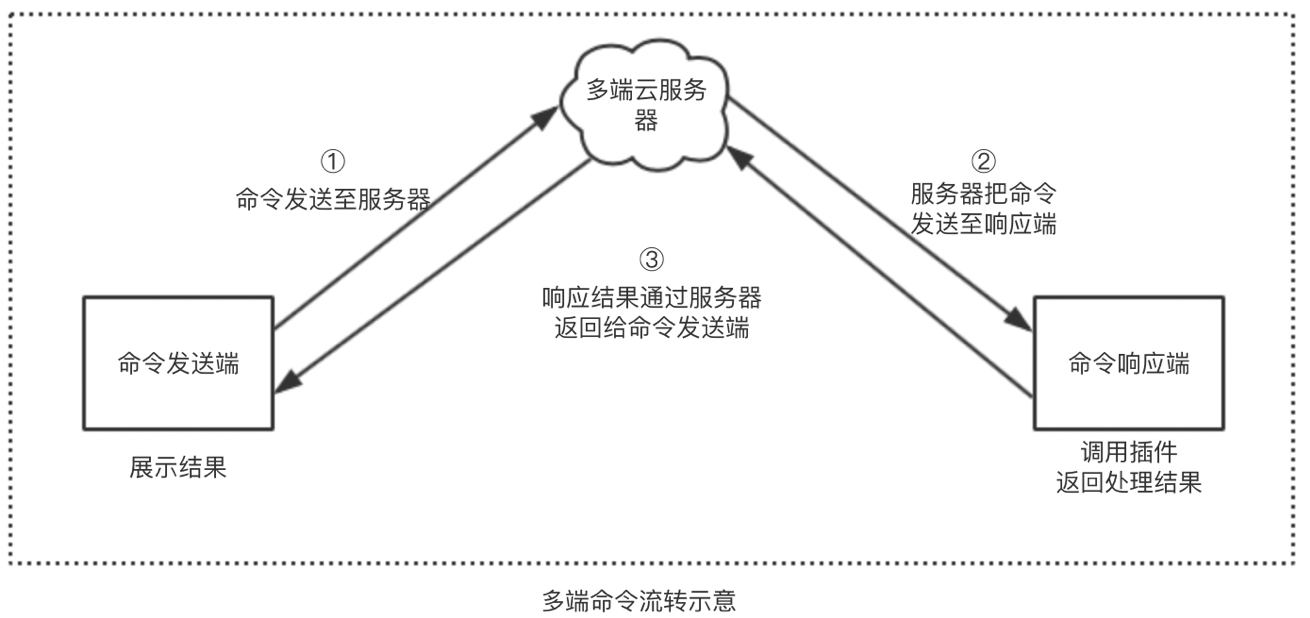 多端云服务
器
①
命令发送至服务器
②
服务器把命令
发送至响应端
③
响应结果通过服务器
返回给命令发送端
命令发送端
命令响应端
展示结果
调用插件
返回处理结果
多端命令流转示意